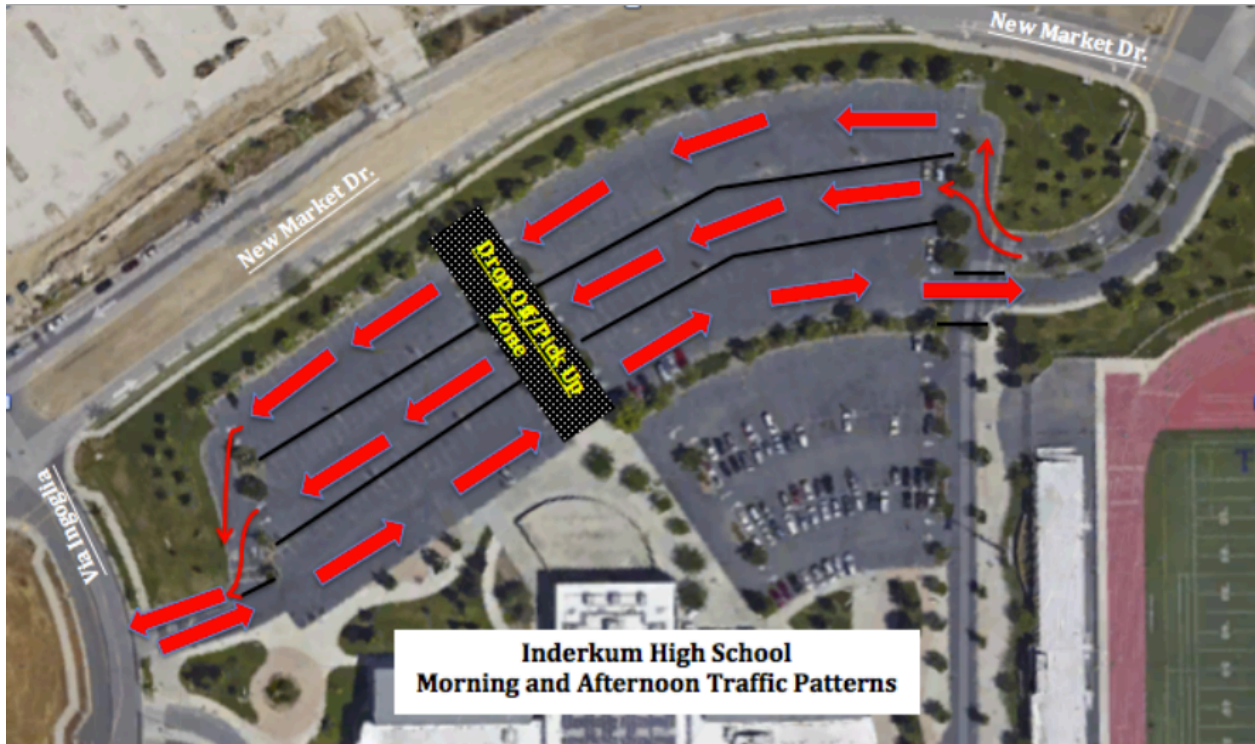 New Market Dr.
New Market Dr.
Drop Off/Pick Up
Zone
Via Ingoglia
Inderkum High School
Morning and Afternoon Traffic Patterns